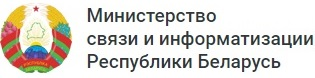 Министерство
связи и информатизации
Республики Беларусь